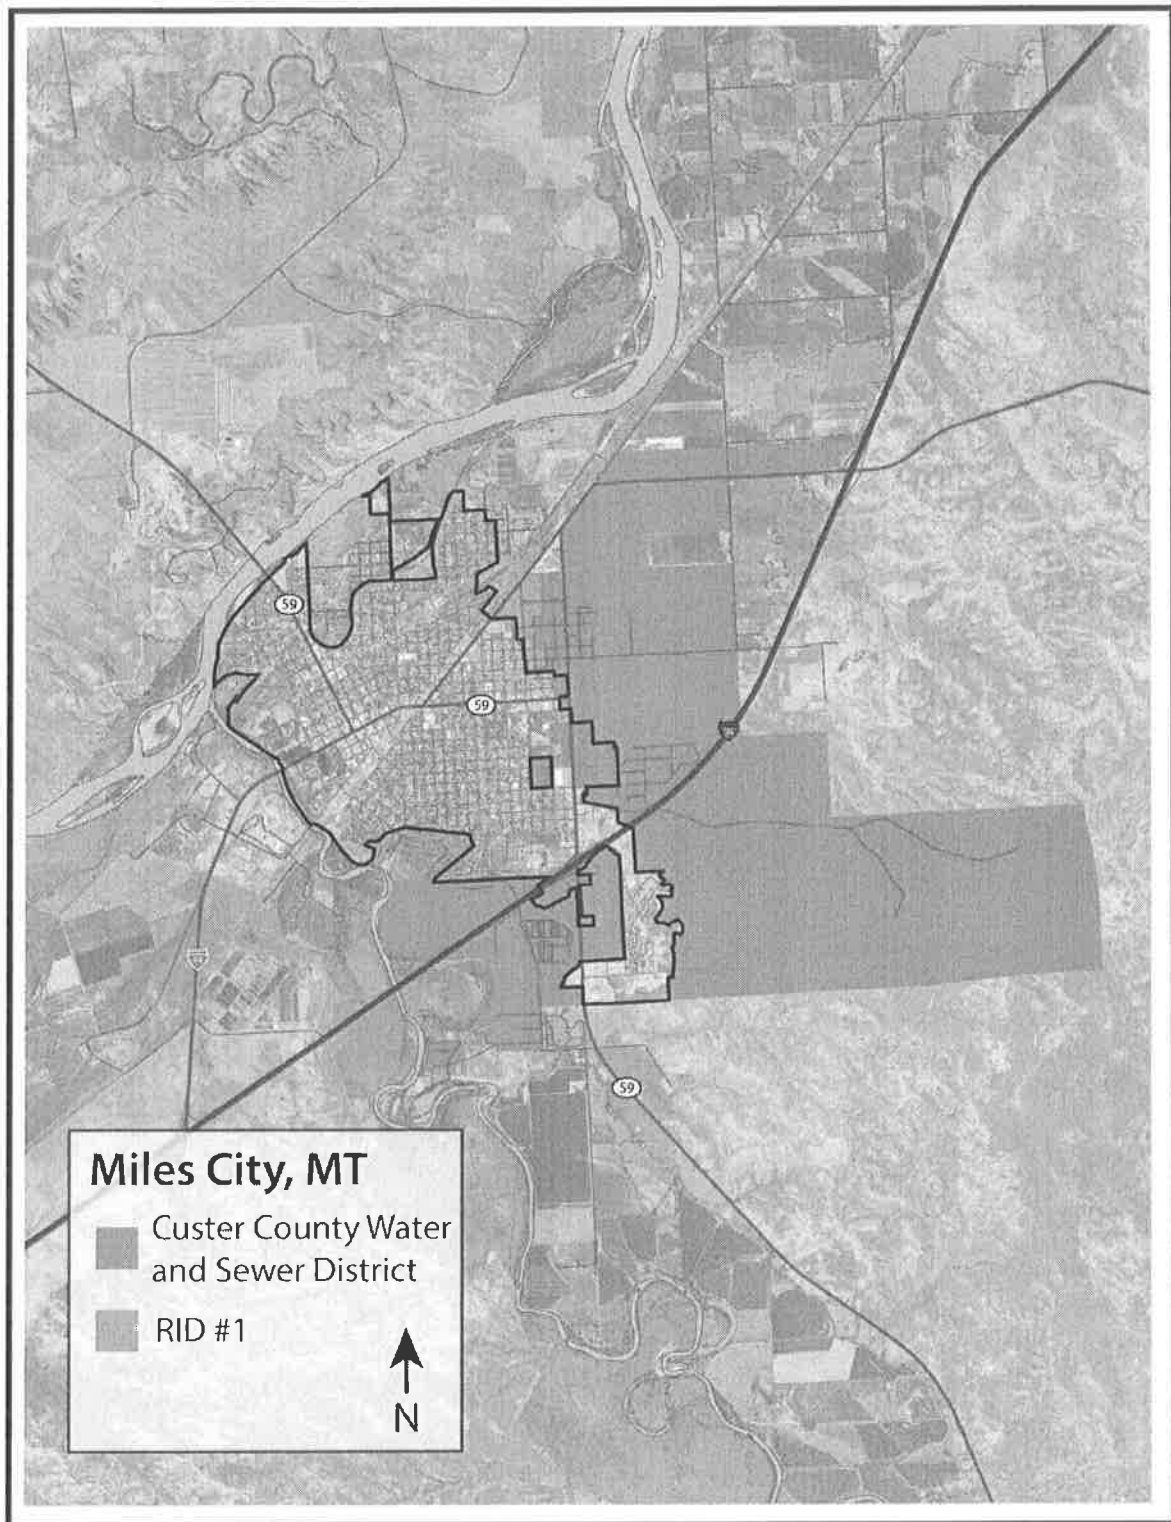 59
59
59
Miles City, MT
Custer County Water
and Sewer District
RID #1
N